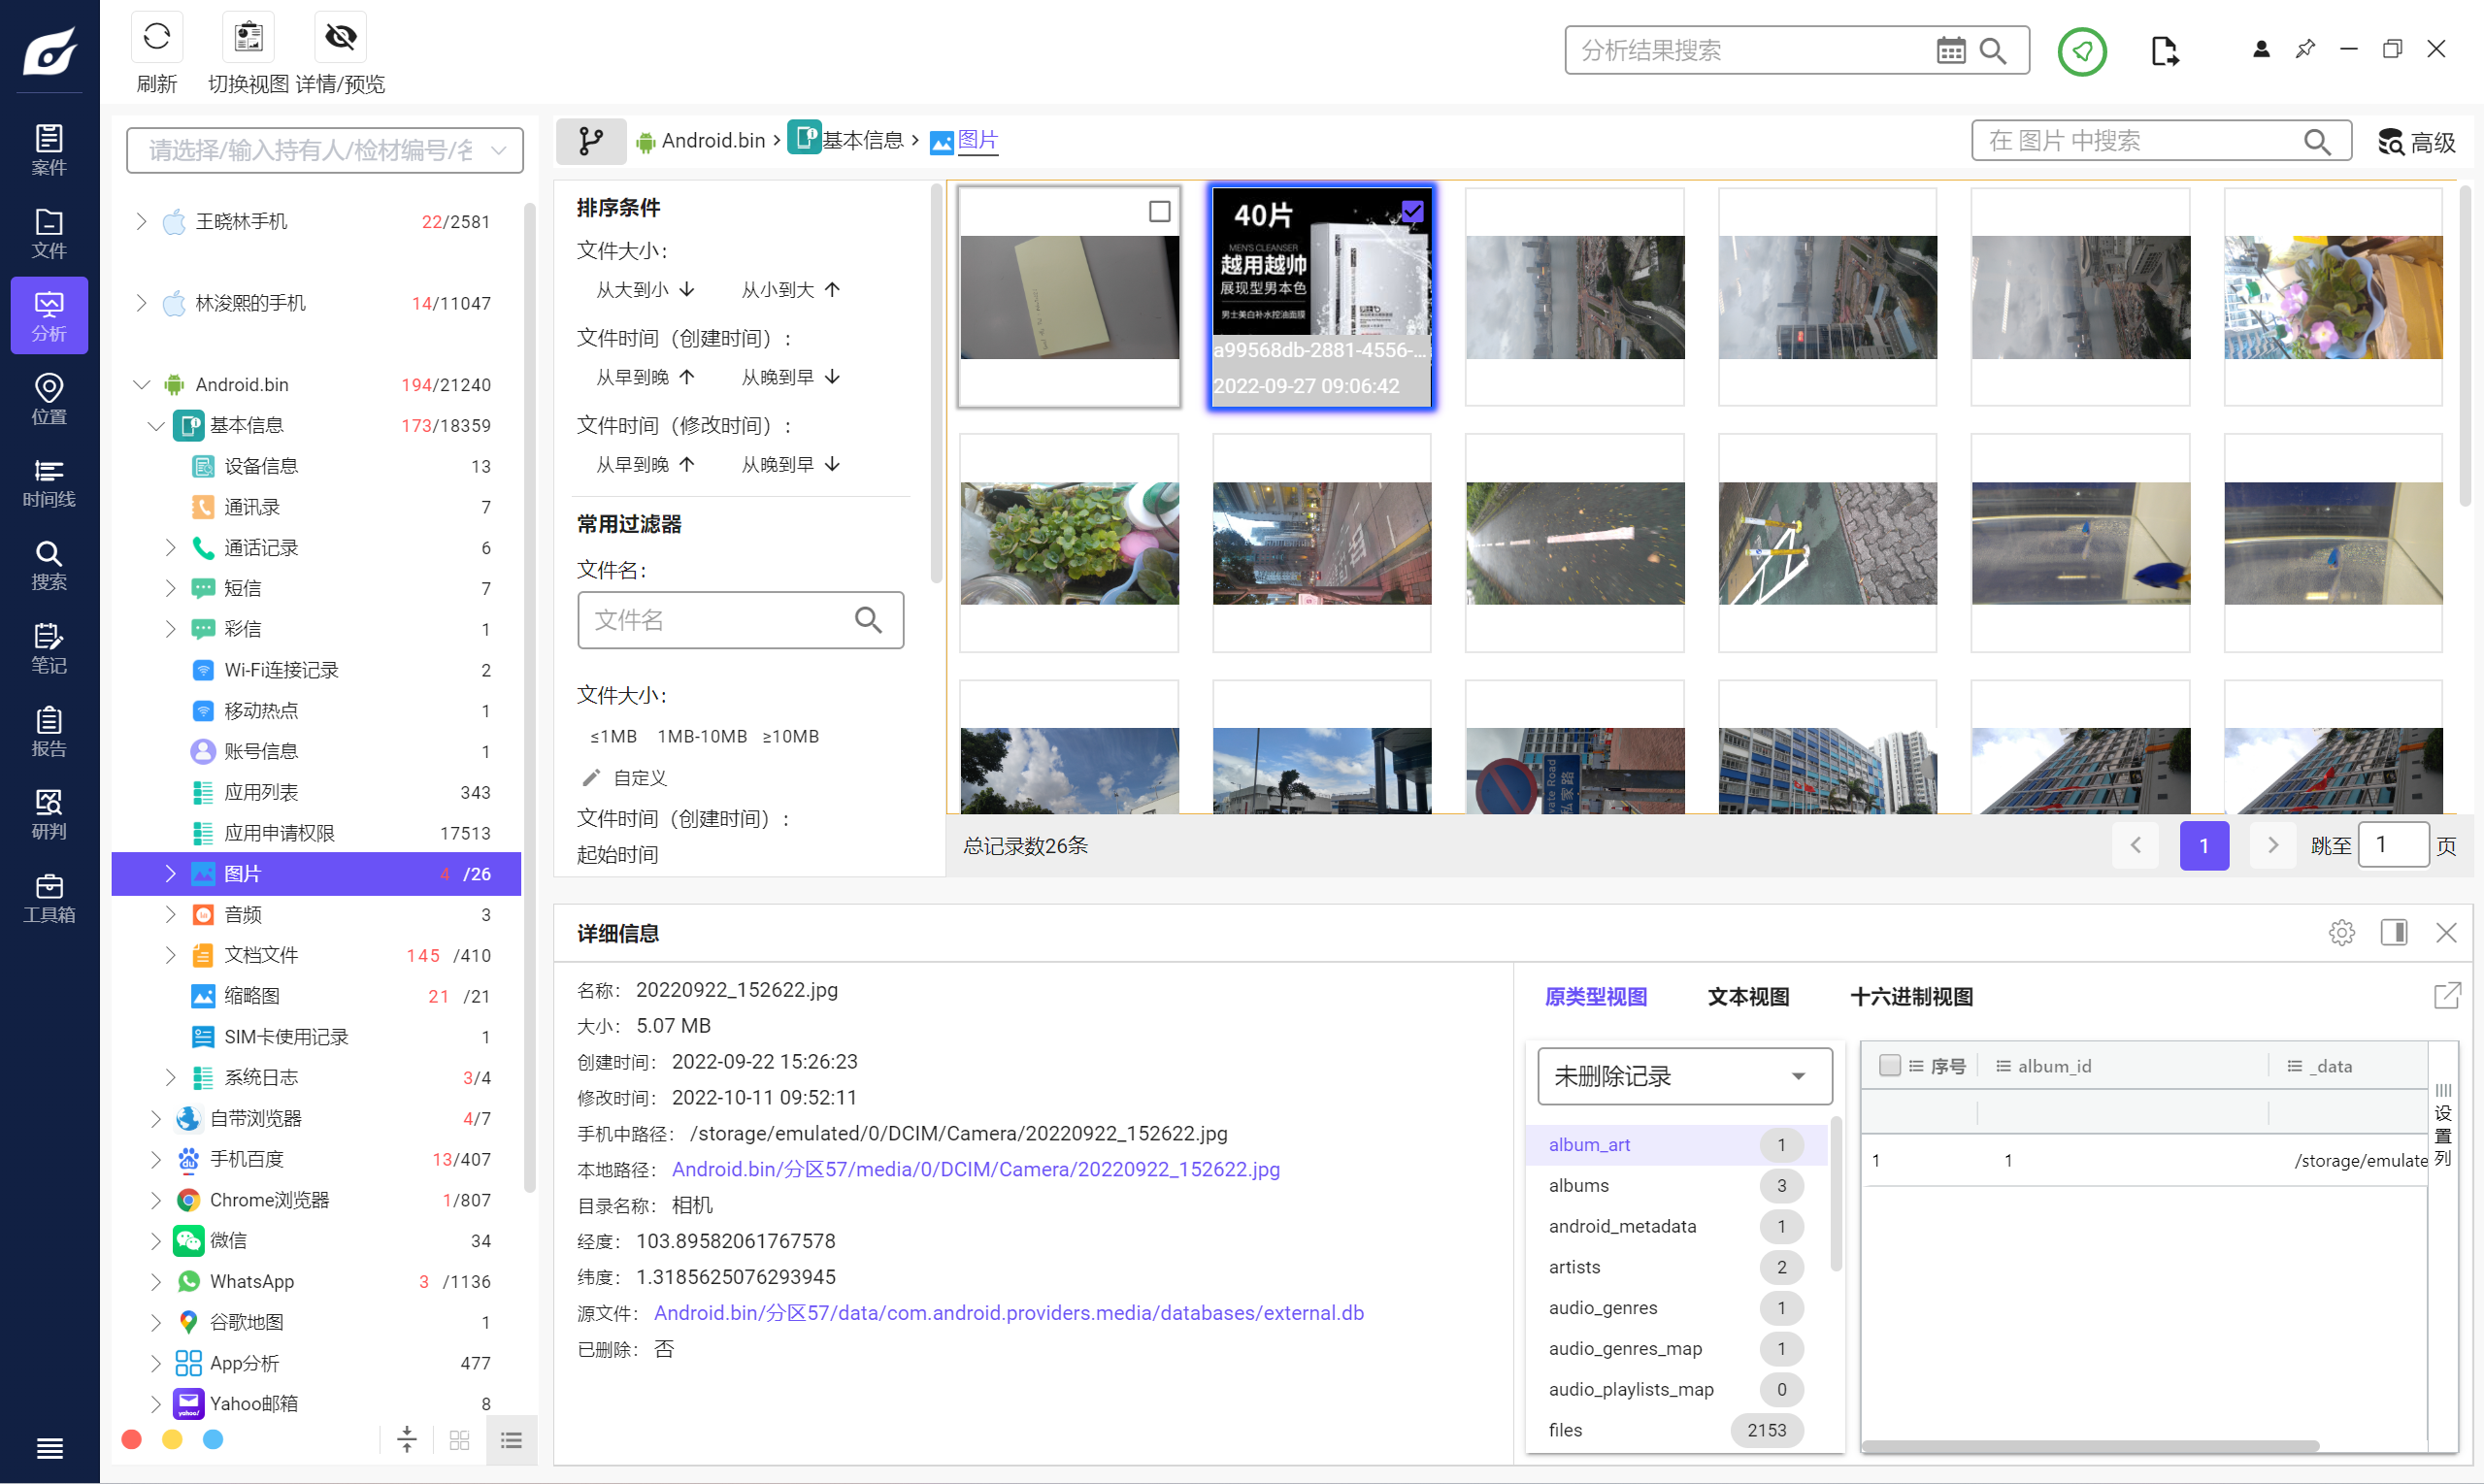 刷新
切换视图
详情/预览
分析结果搜索
案件
文件
分析
位置
时间线
搜索
笔记
报告
研判
工具箱
请选择/输入持有人/检材编号/名
王晓林手机 22/2581
林浚熙的手机 14/11047
Android.bin 194/21240
基本信息 173/18359
设备信息 13
通讯录 7
通话记录 6
短信 7
彩信 1
Wi-Fi连接记录 2
移动热点 1
账号信息 1
应用列表 343
应用申请权限 17513
图片 4 /26
音频 3
文档文件 145 /410
缩略图 21 /21
SIM卡使用记录 1
系统日志 3/4
自带浏览器 4/7
手机百度 13/407
Chrome浏览器 1/807
微信 34
WhatsApp 3 /1136
谷歌地图 1
App分析 477
Yahoo邮箱 8
Android.bin › 基本信息 › 图片
在 图片 中搜索
高级
排序条件
文件大小:
从大到小 ↓ 从小到大 ↑
文件时间（创建时间）:
从早到晚 ↑ 从晚到早 ↓
文件时间（修改时间）:
从早到晚 ↑ 从晚到早 ↓
常用过滤器
文件名:
文件名
文件大小:
≤1MB 1MB-10MB ≥10MB
自定义
文件时间（创建时间）:
起始时间
40片
MEN'S CLEANSER
越用越帅
展现型男本色
男士美白补水控油面膜
a99568db-2881-4556-...
2022-09-27 09:06:42
Private Road
私家路
总记录数26条
1
跳至 1 页
详细信息
名称: 20220922_152622.jpg
大小: 5.07 MB
创建时间: 2022-09-22 15:26:23
修改时间: 2022-10-11 09:52:11
手机中路径: /storage/emulated/0/DCIM/Camera/20220922_152622.jpg
本地路径: Android.bin/分区57/media/0/DCIM/Camera/20220922_152622.jpg
目录名称: 相机
经度: 103.89582061767578
纬度: 1.3185625076293945
源文件: Android.bin/分区57/data/com.android.providers.media/databases/external.db
已删除: 否
原类型视图 文本视图 十六进制视图
未删除记录
album_art 1
albums 3
android_metadata 1
artists 2
audio_genres 1
audio_genres_map 1
audio_playlists_map 0
files 2153
序号 album_id _data
1 1 /storage/emulate
设置列